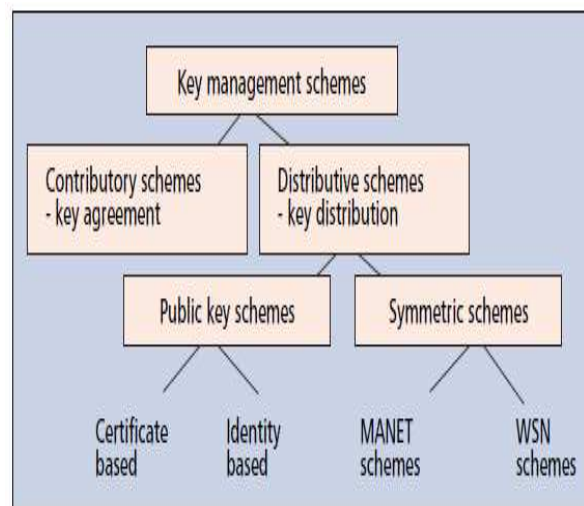 Key management schemes
Contributory schemes
- key agreement
Distributive schemes
- key distribution
Public key schemes
Symmetric schemes
Certificate
based
Identity
based
MANET
schemes
WSN
schemes